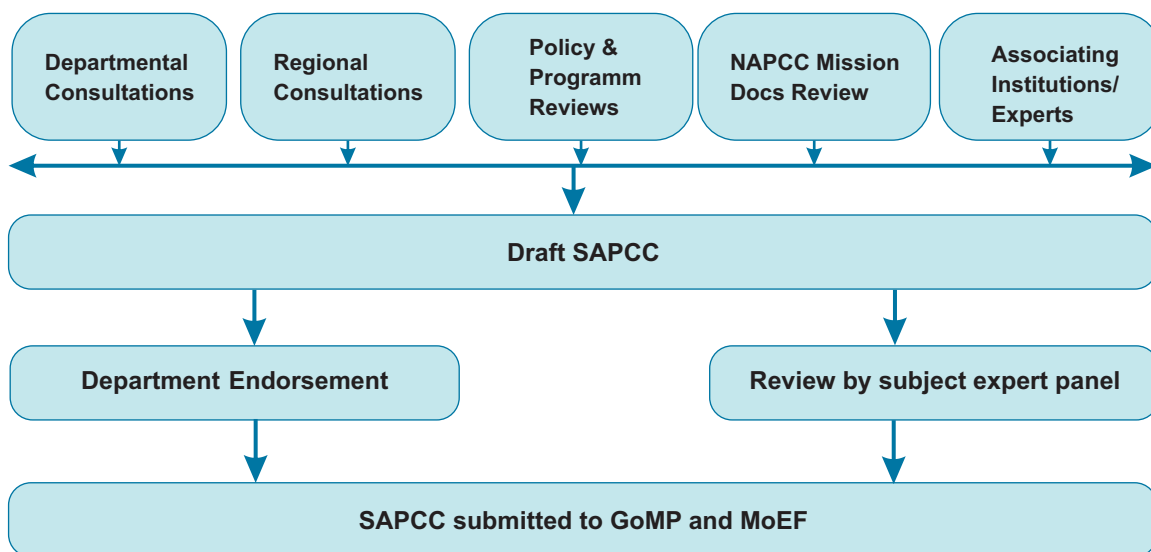 Departmental
Consultations
Regional
Consultations
Policy &
Programm
Reviews
NAPCC Mission
Docs Review
Associating
Institutions/
Experts
Draft SAPCC
Department Endorsement
Review by subject expert panel
SAPCC submitted to GoMP and MoEF